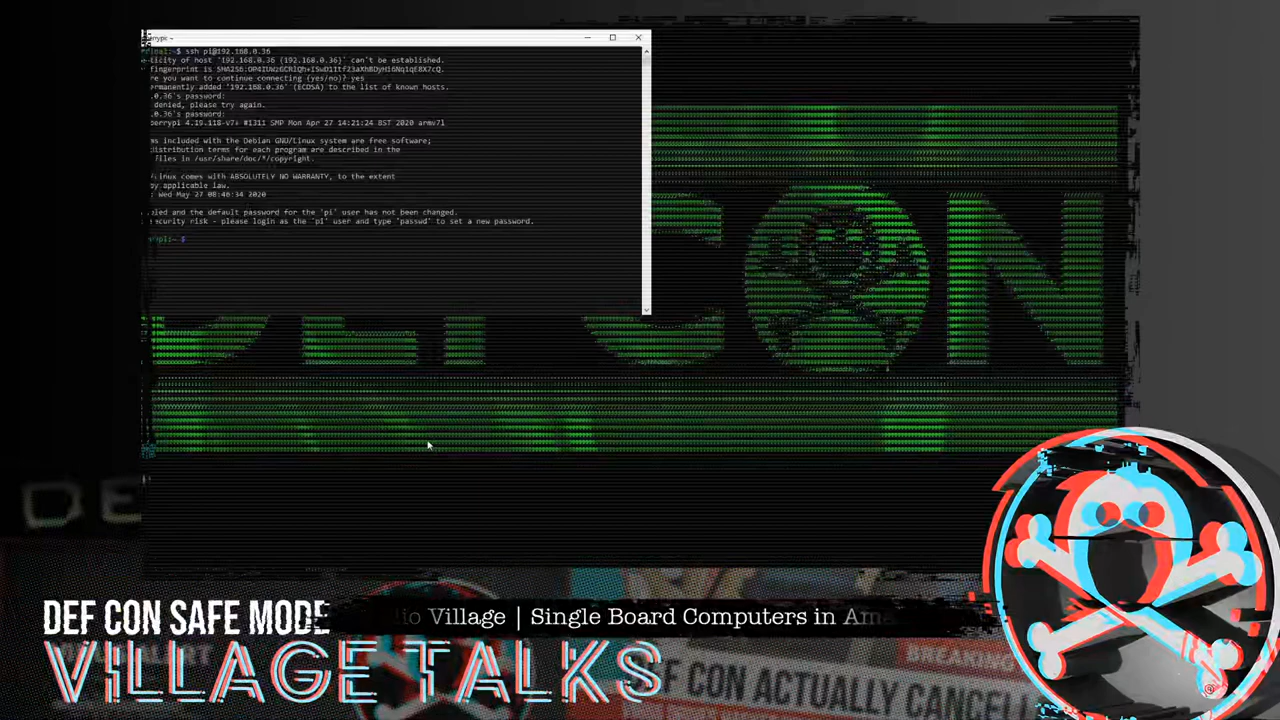 ssh pi@192.168.0.36
ticity of host '192.168.0.36 (192.168.0.36)' can't be established.
fingerprint is
re you want to continue connecting (yes/no)? yes
ermanently added '192.168.0.36' (ECDSA) to the list of known hosts.
.0.36's password:
denied, please try again.
.0.36's password:
berrypi 4.19.118-v7+ #1311 SMP Mon Apr 27 14:21:24 BST 2020 armv7l
ms included with the Debian GNU/Linux system are free software;
distribution terms for each program are described in the
files in /usr/share/doc/*/copyright.
/Linux comes with ABSOLUTELY NO WARRANTY, to the extent
by applicable law.
Wed May 27 08:40:34 2020
bled and the default password for the 'pi' user has not been changed.
ecurity risk - please login as the 'pi' user and type 'passwd' to set a new password.
ypi:~ $
DEF CON
DEF CON SAFE MODE
io Village | Single Board Computers in Ama
VILLAGE TALKS
BREAKIN
DEF CON ACTUALLY CANCELL